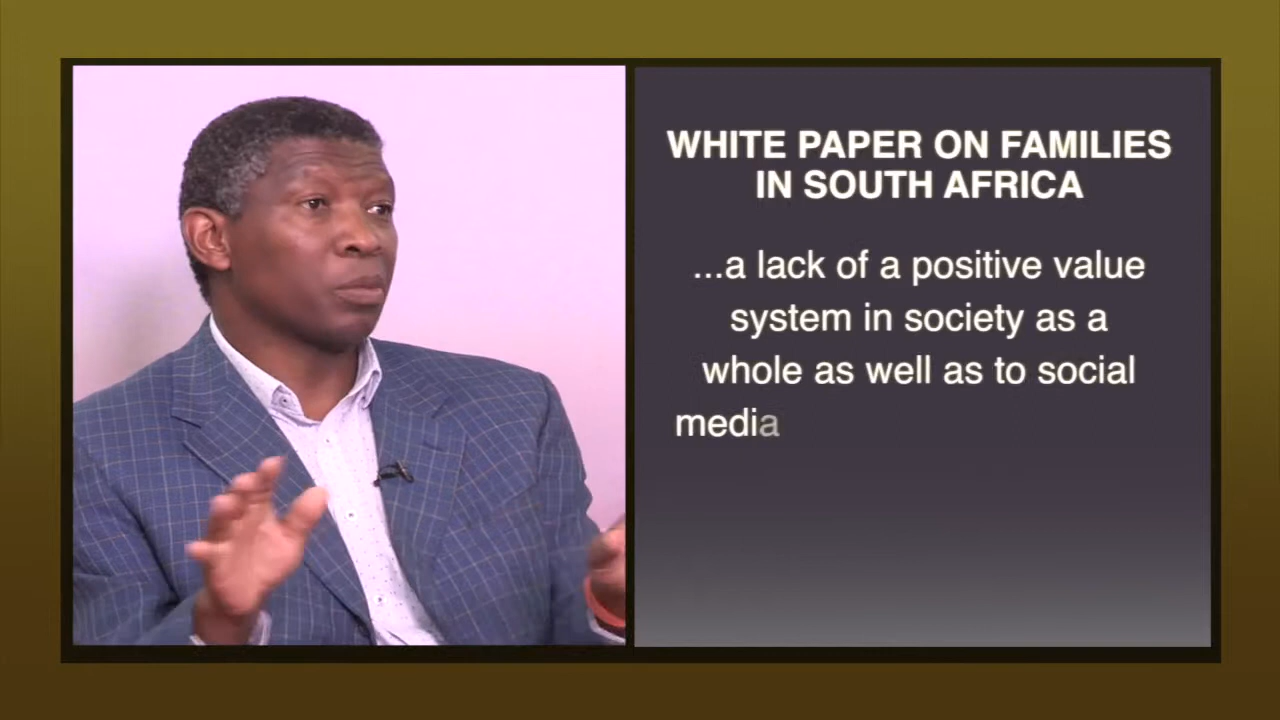 WHITE PAPER ON FAMILIES
IN SOUTH AFRICA
...a lack of a positive value
system in society as a
whole as well as to social
media